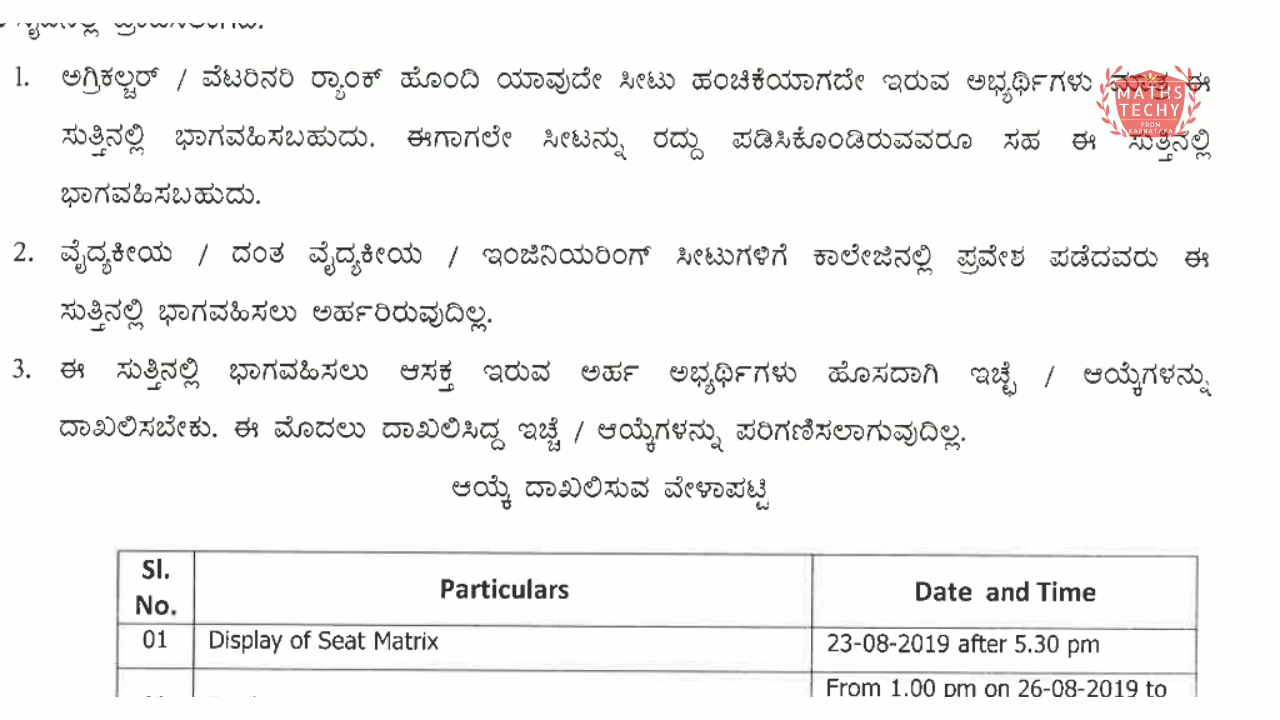 1. ಅಗ್ರಿಕಲ್ಚರ್ / ವೆಟರಿನರಿ ರ‍್ಯಾಂಕ್ ಹೊಂದಿ ಯಾವುದೇ ಸೀಟು ಹಂಚಿಕೆಯಾಗದೇ ಇರುವ ಅಭ್ಯರ್ಥಿಗಳು ಈ
ಸುತ್ತಿನಲ್ಲಿ ಭಾಗವಹಿಸಬಹುದು. ಈಗಾಗಲೇ ಸೀಟನ್ನು ರದ್ದು ಪಡಿಸಿಕೊಂಡಿರುವವರೂ ಸಹ ಈ ಸುತ್ತಿನಲ್ಲಿ
ಭಾಗವಹಿಸಬಹುದು.
MATHS
TECHY
FROM
KARNATAKA
2. ವೈದ್ಯಕೀಯ / ದಂತ ವೈದ್ಯಕೀಯ / ಇಂಜಿನಿಯರಿಂಗ್ ಸೀಟುಗಳಿಗೆ ಕಾಲೇಜಿನಲ್ಲಿ ಪ್ರವೇಶ ಪಡೆದವರು ಈ
ಸುತ್ತಿನಲ್ಲಿ ಭಾಗವಹಿಸಲು ಅರ್ಹರಿರುವುದಿಲ್ಲ.
3. ಈ ಸುತ್ತಿನಲ್ಲಿ ಭಾಗವಹಿಸಲು ಆಸಕ್ತ ಇರುವ ಅರ್ಹ ಅಭ್ಯರ್ಥಿಗಳು ಹೊಸದಾಗಿ ಇಚ್ಛೆ / ಆಯ್ಕೆಗಳನ್ನು
ದಾಖಲಿಸಬೇಕು. ಈ ಮೊದಲು ದಾಖಲಿಸಿದ್ದ ಇಚ್ಛೆ / ಆಯ್ಕೆಗಳನ್ನು ಪರಿಗಣಿಸಲಾಗುವುದಿಲ್ಲ.
ಆಯ್ಕೆ ದಾಖಲಿಸುವ ವೇಳಾಪಟ್ಟಿ
Sl.
No.
Particulars
Date and Time
01 Display of Seat Matrix 23-08-2019 after 5.30 pm
From 1.00 pm on 26-08-2019 to